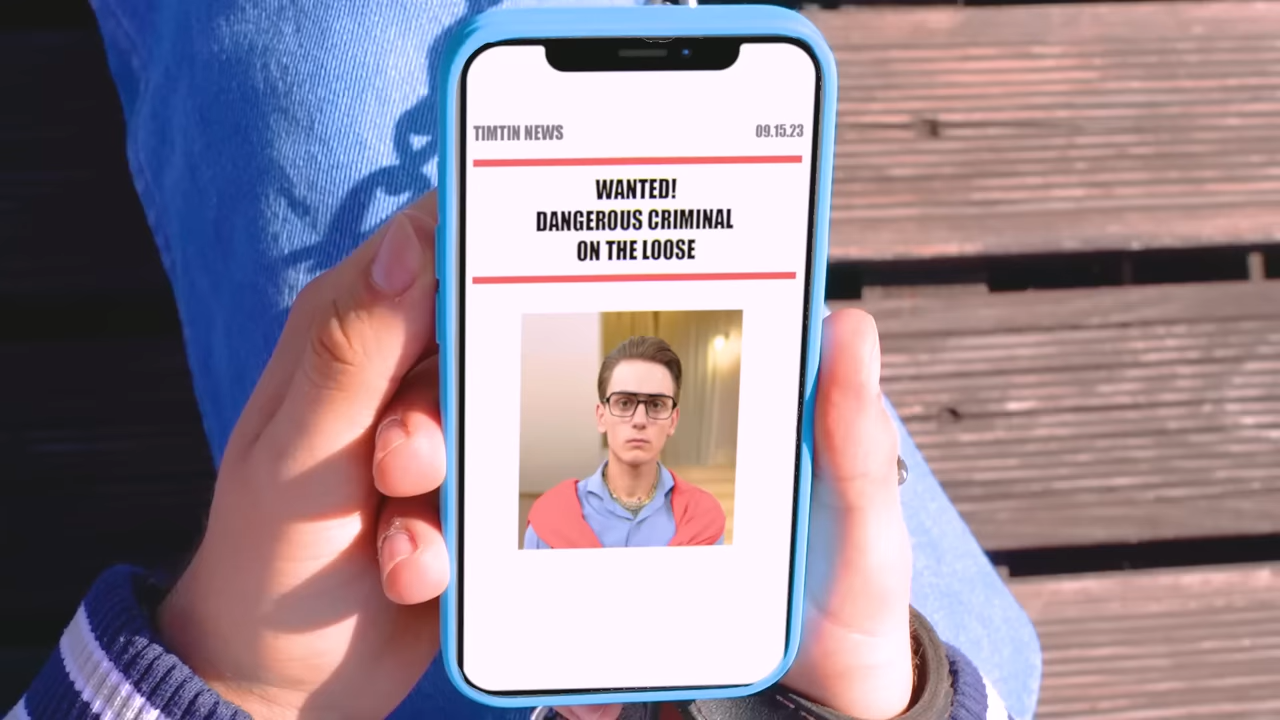 TIMTIN NEWS 09.15.23
WANTED!
DANGEROUS CRIMINAL
ON THE LOOSE